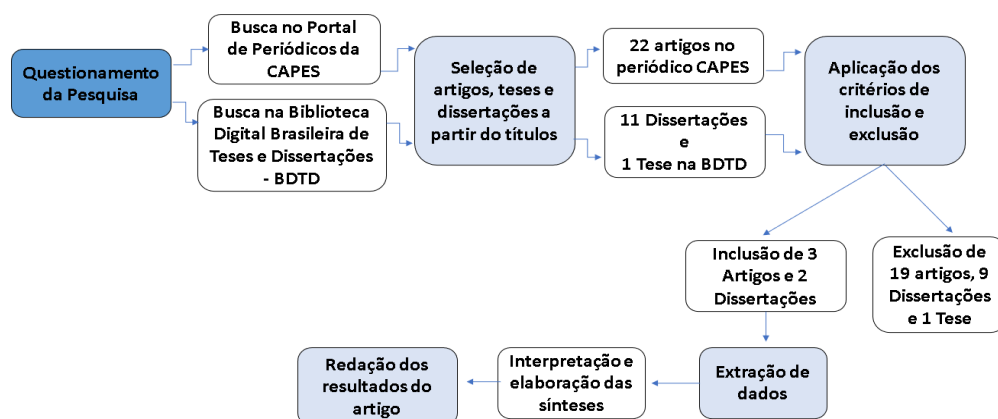 Questionamento
da Pesquisa
Busca no Portal
de Periódicos da
CAPES
Busca na Biblioteca
Digital Brasileira de
Teses e Dissertações
- BDTD
Seleção de
artigos, teses e
dissertações a
partir do títulos
22 artigos no
periódico CAPES
11 Dissertações
e
1 Tese na BDTD
Aplicação dos
critérios de
inclusão e
exclusão
Inclusão de 3
Artigos e 2
Dissertações
Exclusão de
19 artigos, 9
Dissertações
e 1 Tese
Extração de
dados
Interpretação e
elaboração das
sínteses
Redação dos
resultados do
artigo